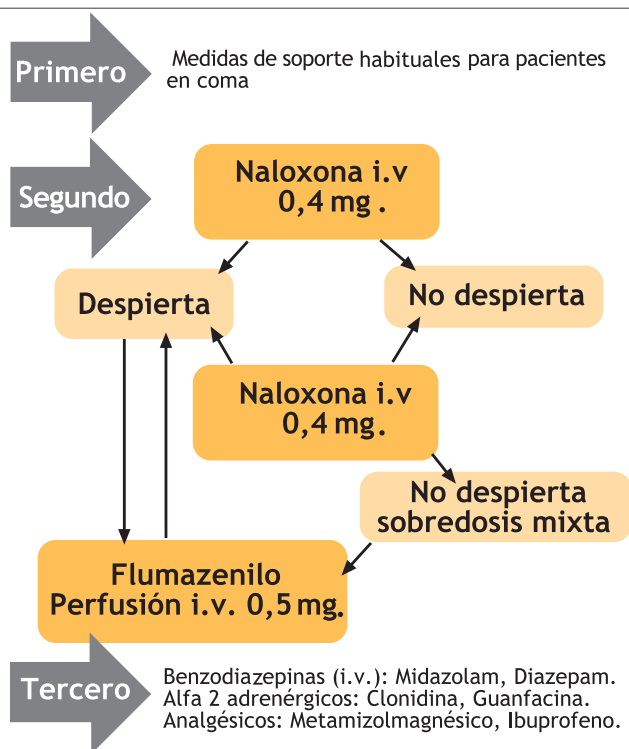 Primero
Medidas de soporte habituales para pacientes
en coma
Segundo
Naloxona i.v
0,4 mg .
Despierta
No despierta
Naloxona i.v
0,4 mg.
No despierta
sobredosis mixta
Flumazenilo
Perfusión i.v. 0,5 mg.
Tercero
Benzodiazepinas (i.v.): Midazolam, Diazepam.
Alfa 2 adrenérgicos: Clonidina, Guanfacina.
Analgésicos: Metamizolmagnésico, Ibuprofeno.